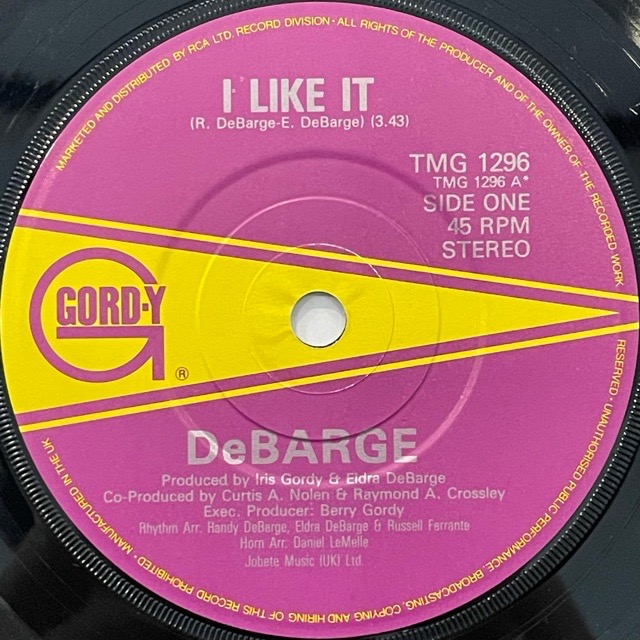 MARKETED AND DISTRIBUTED BY RCA LTD. RECORD DIVISION · ALL RIGHTS OF THE PRODUCER AND OF THE OWNER OF THE RECORDED WORK
RESERVED · UNAUTHORISED PUBLIC PERFORMANCE, BROADCASTING, COPYING AND HIRING OF THIS RECORD PROHIBITED · MANUFACTURED IN THE UK
I LIKE IT
(R. DeBarge-E. DeBarge) (3.43)
TMG 1296
TMG 1296 A*
SIDE ONE
45 RPM
STEREO
GORD-Y
®
DeBARGE
Produced by Iris Gordy & Eldra DeBarge
Co-Produced by Curtis A. Nolen & Raymond A. Crossley
Exec. Producer: Berry Gordy
Rhythm Arr. Randy DeBarge, Eldra DeBarge & Russell Ferrante
Horn Arr: Daniel LeMelle
Jobete Music (UK) Ltd.